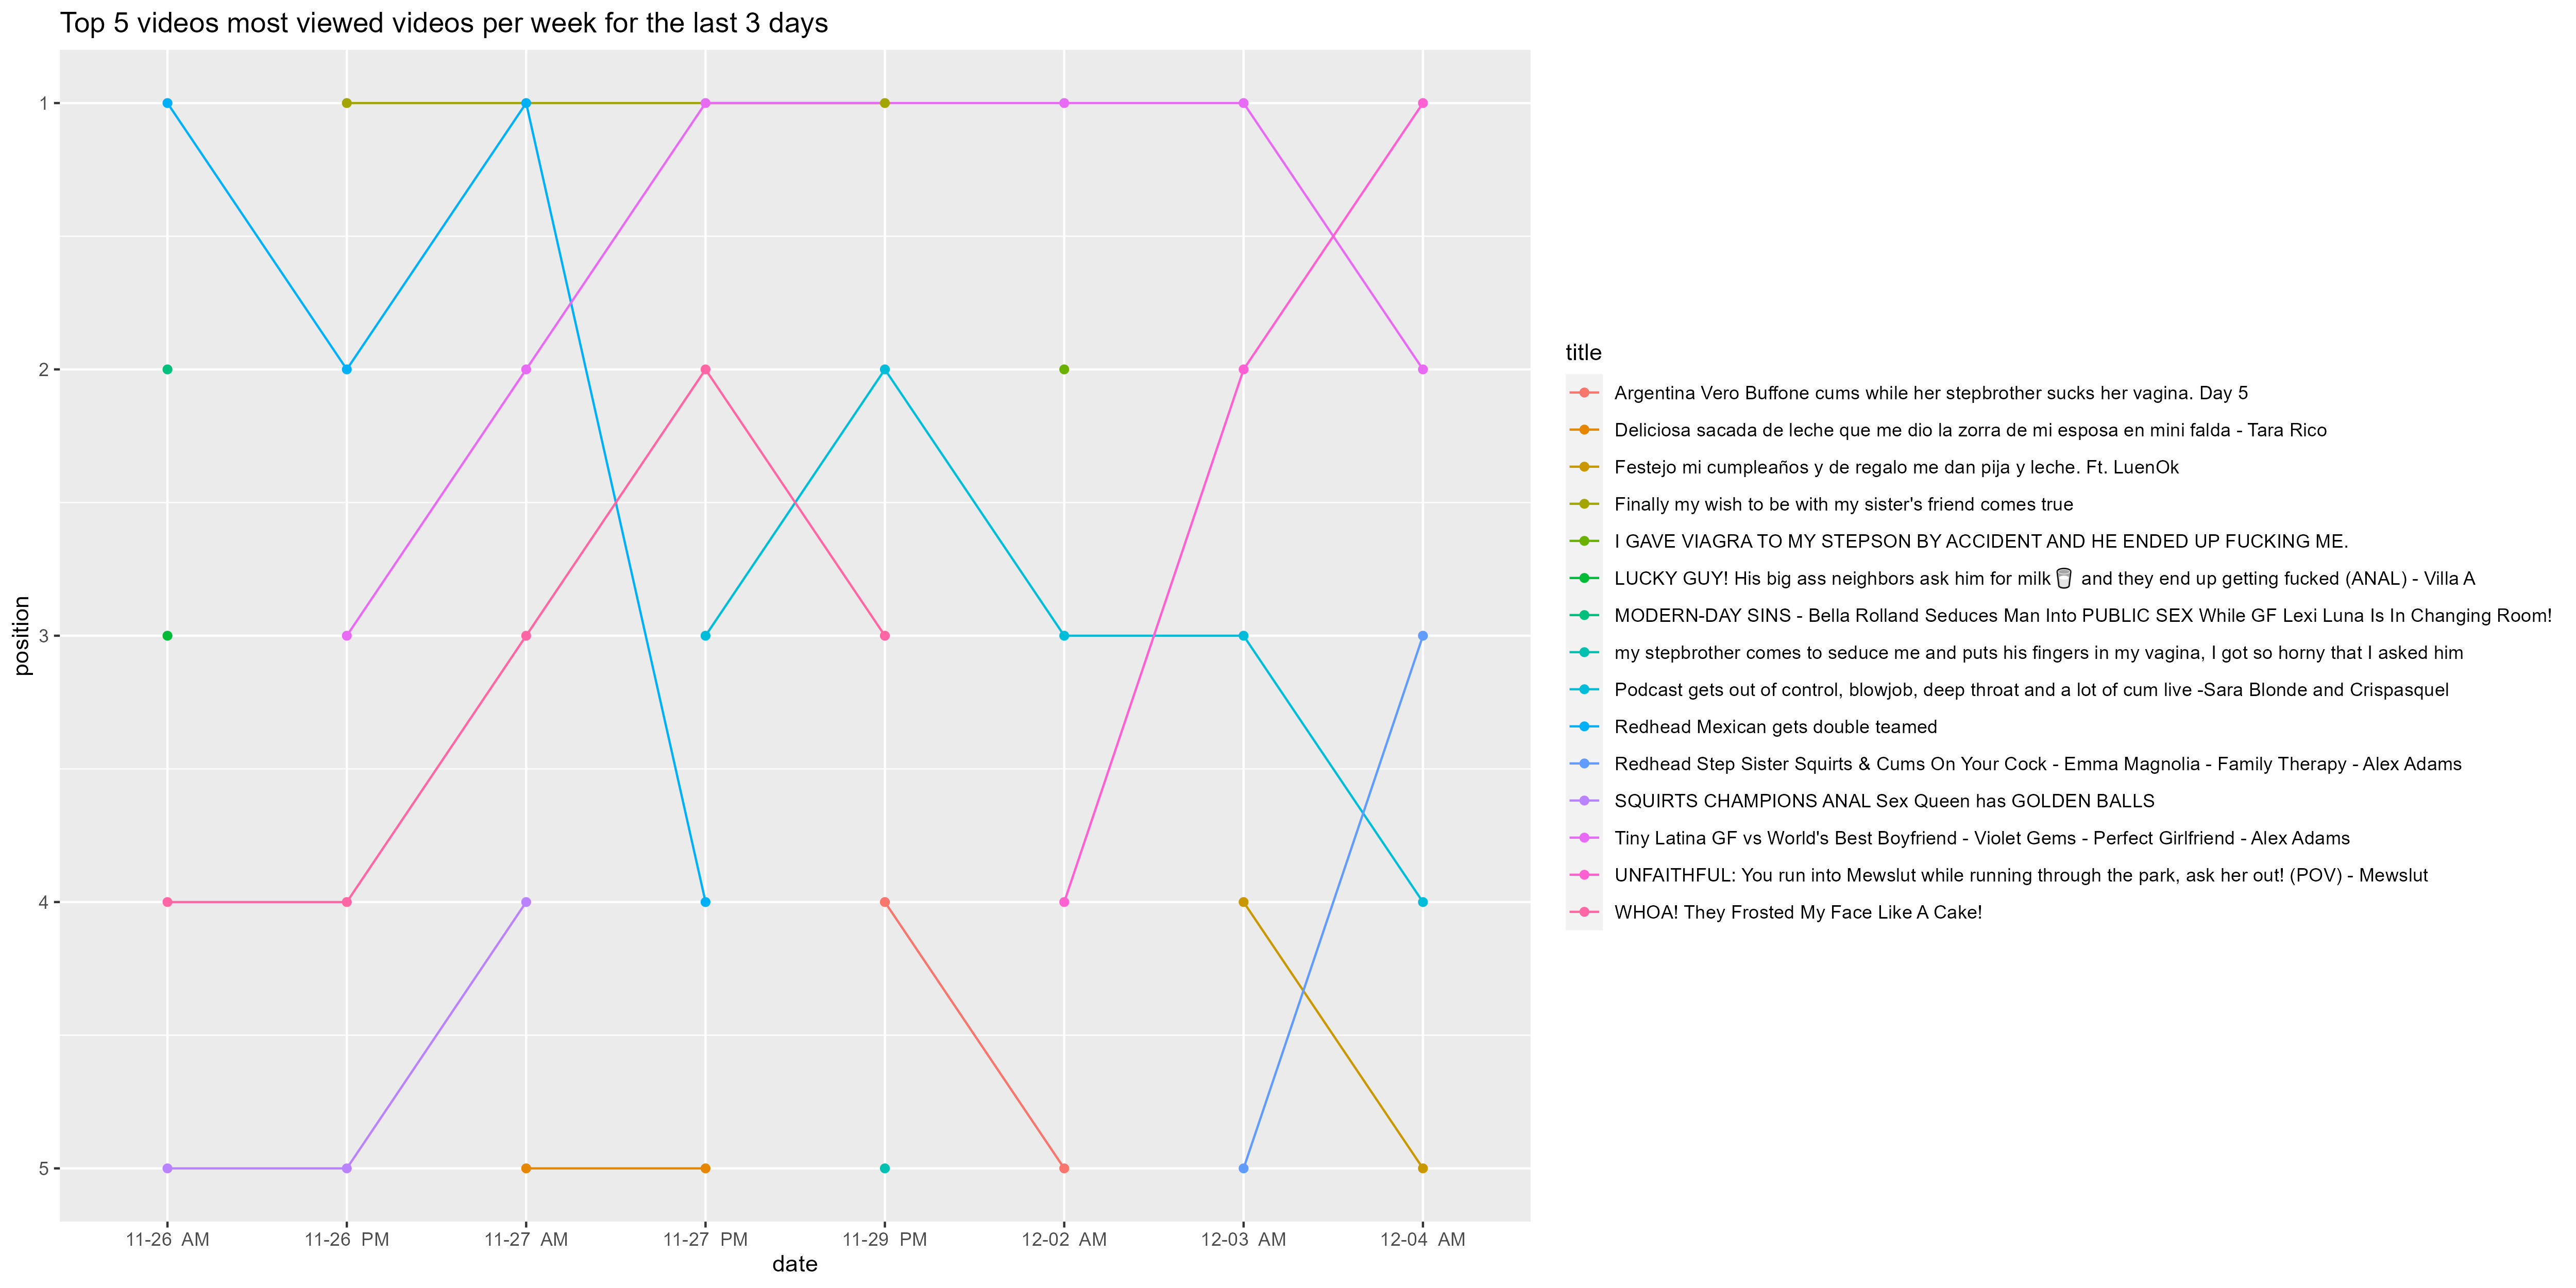 Top 5 videos most viewed videos per week for the last 3 days
position
1
2
3
4
5
11-26 AM
11-26 PM
11-27 AM
11-27 PM
11-29 PM
12-02 AM
12-03 AM
12-04 AM
date
title
Argentina Vero Buffone cums while her stepbrother sucks her vagina. Day 5
Deliciosa sacada de leche que me dio la zorra de mi esposa en mini falda - Tara Rico
Festejo mi cumpleaños y de regalo me dan pija y leche. Ft. LuenOk
Finally my wish to be with my sister's friend comes true
I GAVE VIAGRA TO MY STEPSON BY ACCIDENT AND HE ENDED UP FUCKING ME.
LUCKY GUY! His big ass neighbors ask him for milk🥛 and they end up getting fucked (ANAL) - Villa A
MODERN-DAY SINS - Bella Rolland Seduces Man Into PUBLIC SEX While GF Lexi Luna Is In Changing Room!
my stepbrother comes to seduce me and puts his fingers in my vagina, I got so horny that I asked him
Podcast gets out of control, blowjob, deep throat and a lot of cum live -Sara Blonde and Crispasquel
Redhead Mexican gets double teamed
Redhead Step Sister Squirts & Cums On Your Cock - Emma Magnolia - Family Therapy - Alex Adams
SQUIRTS CHAMPIONS ANAL Sex Queen has GOLDEN BALLS
Tiny Latina GF vs World's Best Boyfriend - Violet Gems - Perfect Girlfriend - Alex Adams
UNFAITHFUL: You run into Mewslut while running through the park, ask her out! (POV) - Mewslut
WHOA! They Frosted My Face Like A Cake!